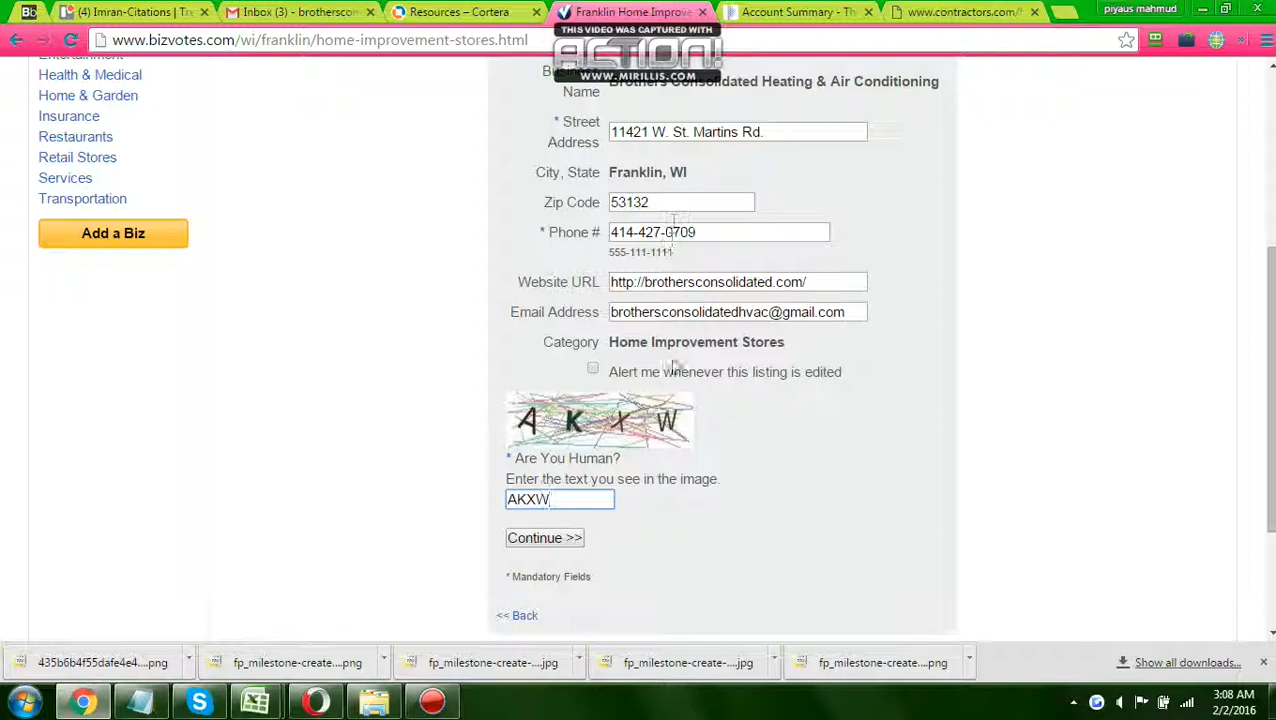 (4) Imran-Citations | Tre
Inbox (3) - brotherscom
Resources – Cortera
Franklin Home Improve
Account Summary - Th
www.contractors.com/
piyaus mahmud
www.bizvotes.com/wi/franklin/home-improvement-stores.html
THIS VIDEO WAS CAPTURED WITH
ACTION!
WWW.MIRILLIS.COM
Entertainment
Health & Medical
Home & Garden
Insurance
Restaurants
Retail Stores
Services
Transportation
Add a Biz
Business Name
Brothers Consolidated Heating & Air Conditioning
* Street Address
11421 W. St. Martins Rd.
City, State
Franklin, WI
Zip Code
53132
* Phone #
414-427-0709
555-111-1111
Website URL
http://brothersconsolidated.com/
Email Address
brothersconsolidatedhvac@gmail.com
Category
Home Improvement Stores
Alert me whenever this listing is edited
A K X W
* Are You Human?
Enter the text you see in the image.
AKXW
Continue >>
* Mandatory Fields
<< Back
435b6b4f55dafe4e4....png
fp_milestone-create....png
fp_milestone-create-....jpg
fp_milestone-create-....jpg
fp_milestone-create....png
Show all downloads...
3:08 AM
2/2/2016